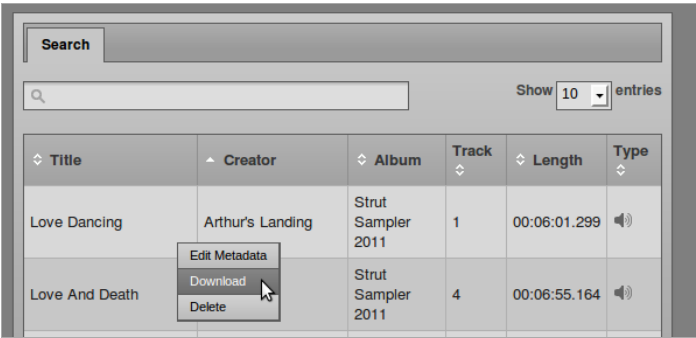 Search
Show 10 entries
Title Creator Album Track Length Type
Love Dancing Arthur's Landing Strut Sampler 2011 1 00:06:01.299
Edit Metadata
Download
Delete
Love And Death Strut Sampler 2011 4 00:06:55.164